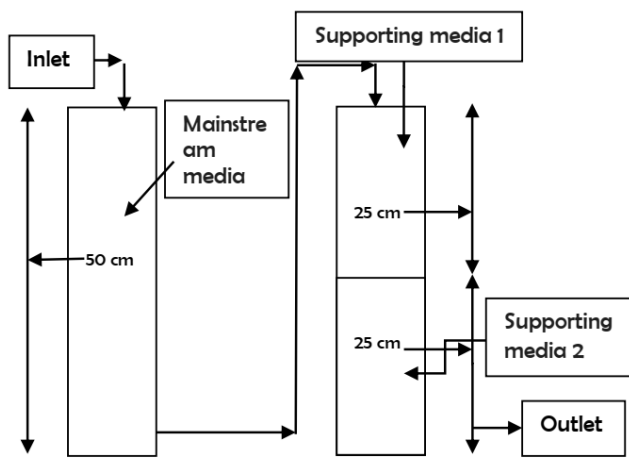 Supporting media 1
Inlet
Mainstre
am
media
25 cm
50 cm
25 cm
Supporting
media 2
Outlet